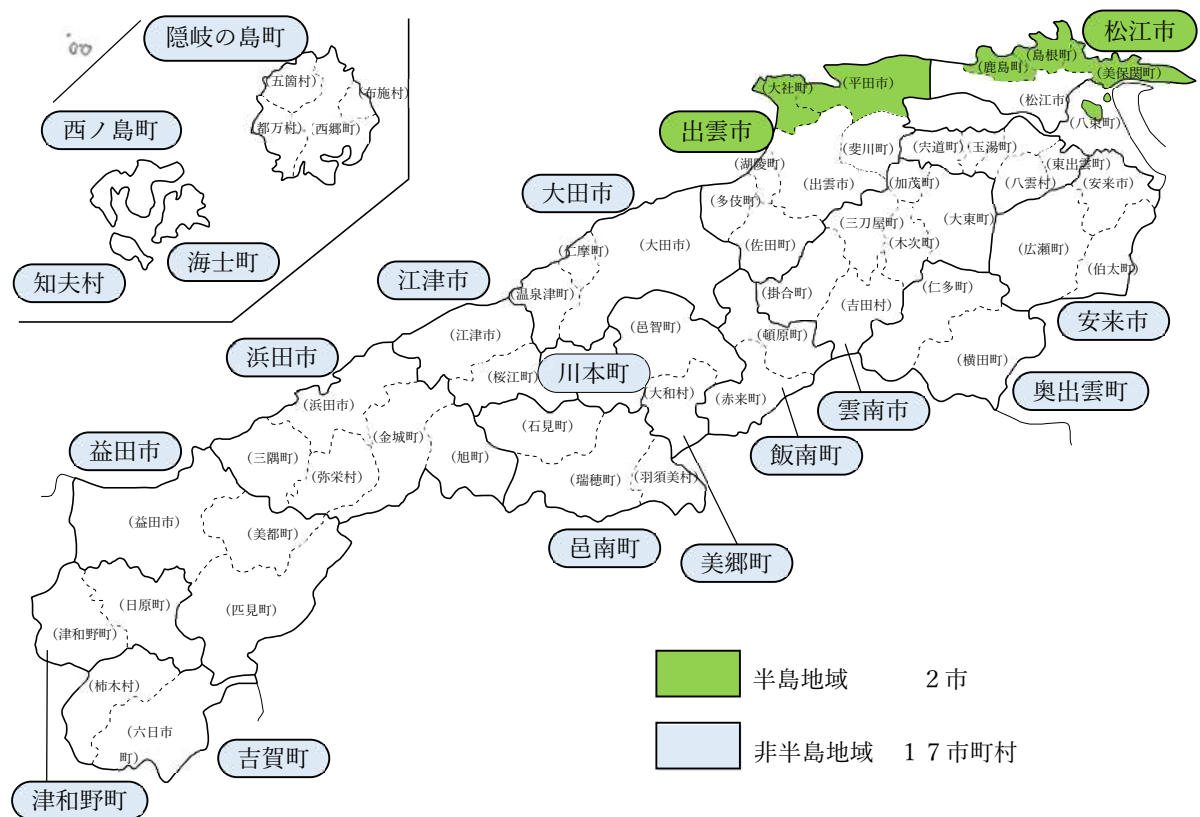 隠岐の島町
(五箇村)
(布施村)
(都万村)
(西郷町)
西ノ島町
海士町
知夫村
松江市
(島根町)
(鹿島町)
(美保関町)
(大社町)
(平田市)
(松江市)
(八束町)
出雲市
(斐川町)
(宍道町)
(玉湯町)
(湖陵町)
(東出雲町)
(出雲市)
(加茂町)
(八雲村)
(安来市)
大田市
(多伎町)
(三刀屋町)
(大東町)
(仁摩町)
(大田市)
(佐田町)
(木次町)
(広瀬町)
(伯太町)
江津市
(温泉津町)
(掛合町)
(吉田村)
(仁多町)
安来市
(江津市)
(邑智町)
(頓原町)
浜田市
川本町
(横田町)
(桜江町)
(大和村)
(赤来町)
雲南市
奥出雲町
(浜田市)
(石見町)
(金城町)
益田市
(三隅町)
(旭町)
飯南町
(弥栄村)
(瑞穂町)
(羽須美村)
(益田市)
(美都町)
邑南町
美郷町
(日原町)
(匹見町)
(津和野町)
(柿木村)
(六日市
町)
吉賀町
津和野町
半島地域 2市
非半島地域 17市町村